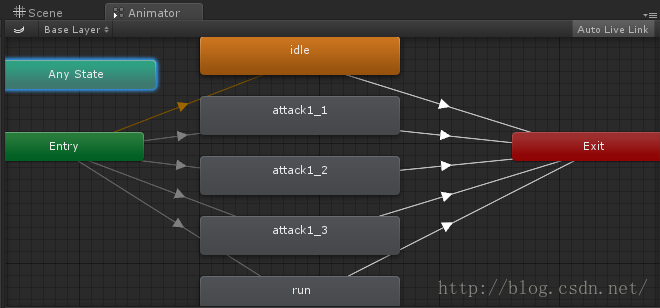 Scene Animator
Base Layer Auto Live Link
idle
Any State
attack1_1
Entry Exit
attack1_2
attack1_3
run
http://blog.csdn.net/